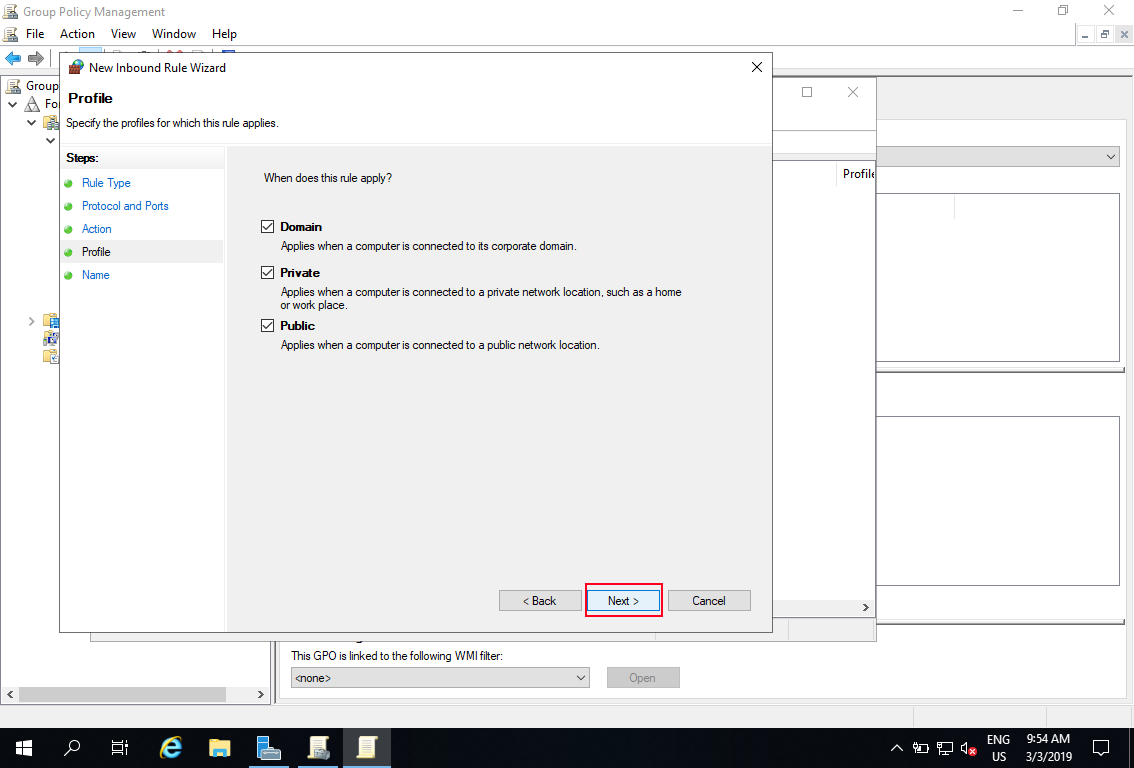 Group Policy Management
File Action View Window Help
New Inbound Rule Wizard
Profile
Specify the profiles for which this rule applies.
Steps:
Rule Type
Protocol and Ports
Action
Profile
Name
When does this rule apply?
Domain
Applies when a computer is connected to its corporate domain.
Private
Applies when a computer is connected to a private network location, such as a home
or work place.
Public
Applies when a computer is connected to a public network location.
< Back Next > Cancel
Group
Fo
Profile
This GPO is linked to the following WMI filter:
<none> Open
ENG
US
9:54 AM
3/3/2019